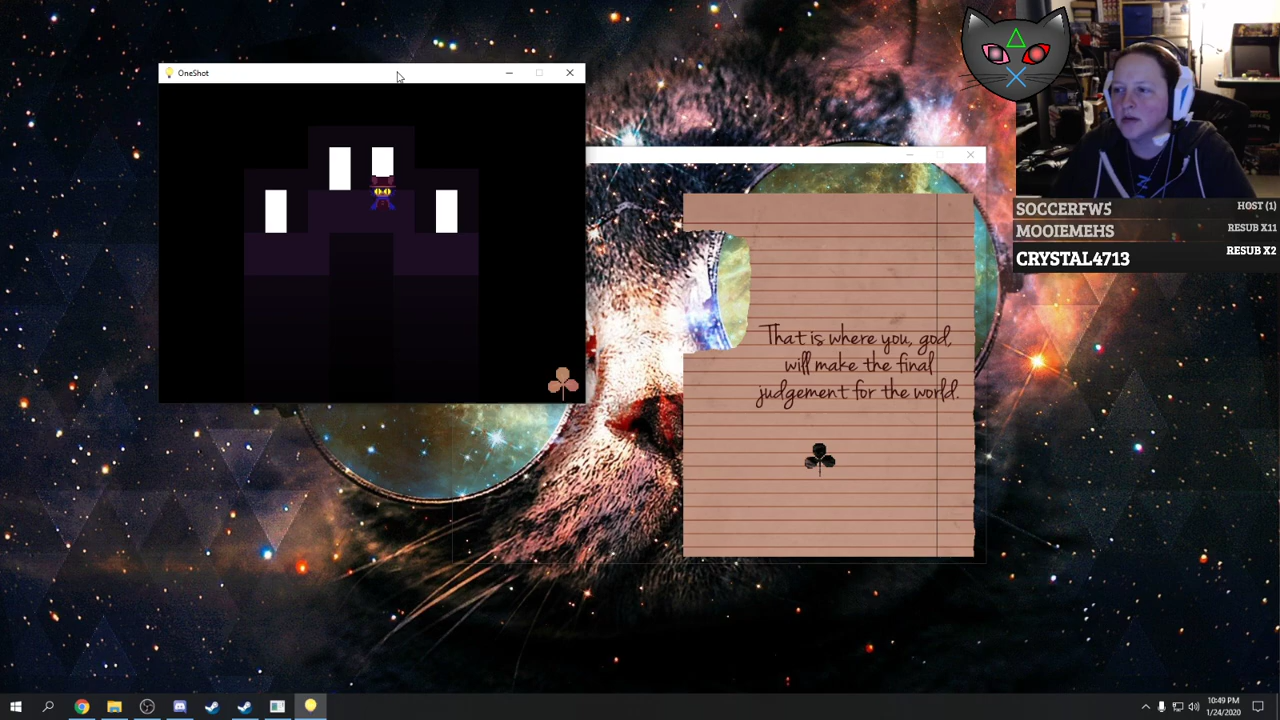 OneShot
That is where you, god,
will make the final
judgement for the world.
SOCCERFW5
HOST (1)
MOOIEMEHS
RESUB X11
CRYSTAL4713
RESUB X2
10:49 PM
1/24/2020